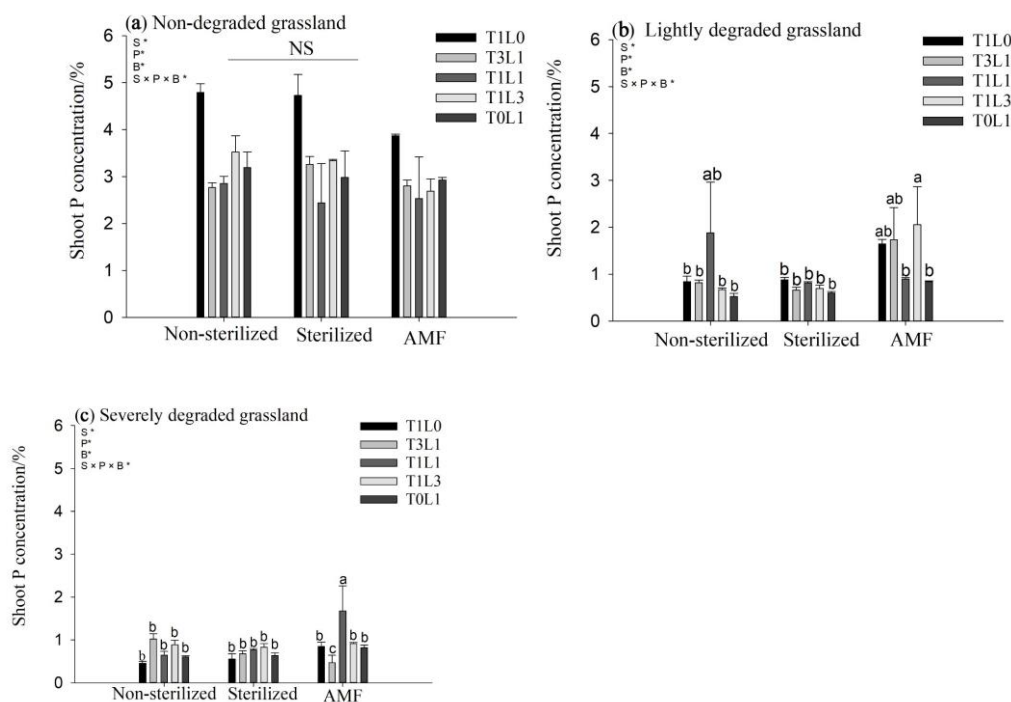 (a) Non-degraded grassland
S *
P*
B*
S × P × B *
NS
T1L0
T3L1
T1L1
T1L3
T0L1
Shoot P concentration/%
6
5
4
3
2
1
0
Non-sterilized
Sterilized
AMF
(b) Lightly degraded grassland
S *
P*
B*
S × P × B *
T1L0
T3L1
T1L1
T1L3
T0L1
Shoot P concentration/%
6
5
4
3
2
1
0
b b ab b b
b b b b b
ab ab b a b
Non-sterilized
Sterilized
AMF
(c) Severely degraded grassland
S *
P*
B*
S × P × B *
T1L0
T3L1
T1L1
T1L3
T0L1
Shoot P concentration/%
6
5
4
3
2
1
0
b b b b b
b b b b b
b c a b b
Non-sterilized
Sterilized
AMF